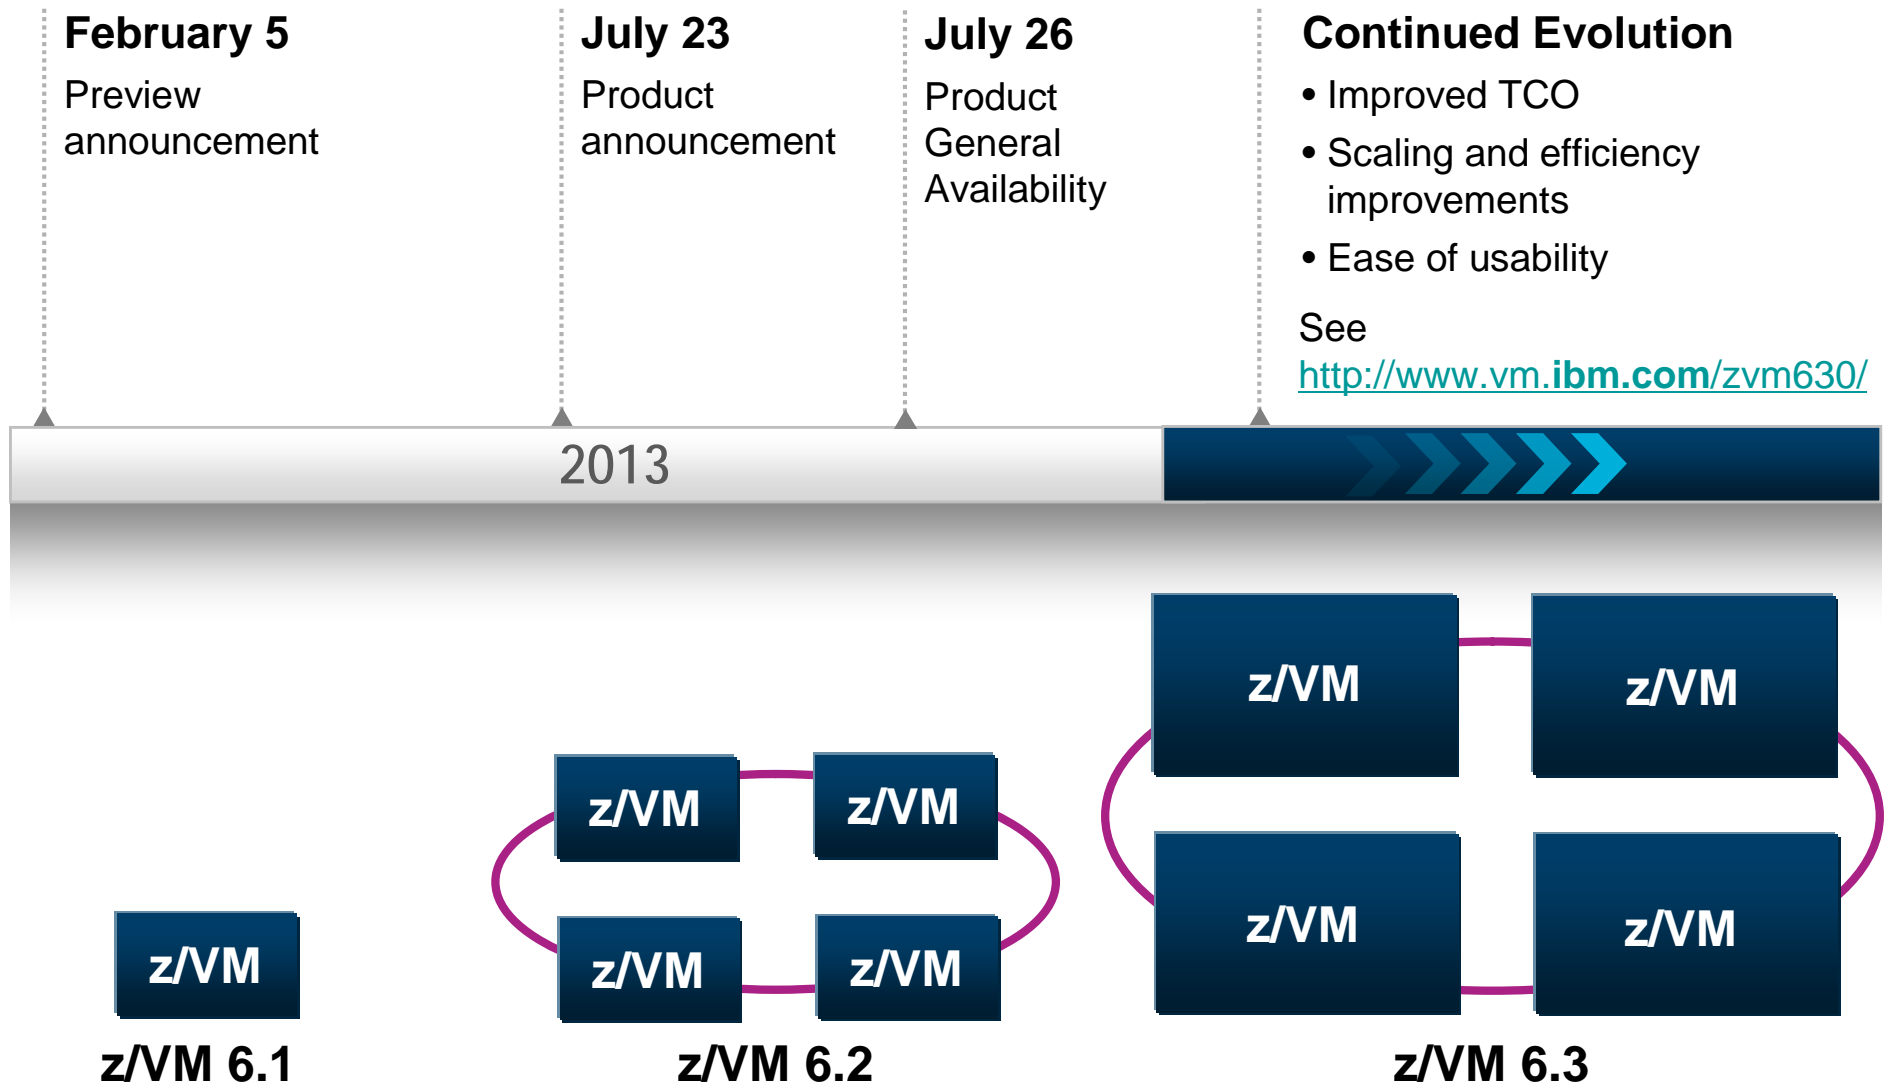 February 5
Preview
announcement
July 23
Product
announcement
July 26
Product
General
Availability
Continued Evolution
• Improved TCO
• Scaling and efficiency
improvements
• Ease of usability
See
http://www.vm.ibm.com/zvm630/
2013
z/VM
z/VM 6.1
z/VM
z/VM
z/VM
z/VM
z/VM 6.2
z/VM
z/VM
z/VM
z/VM
z/VM 6.3